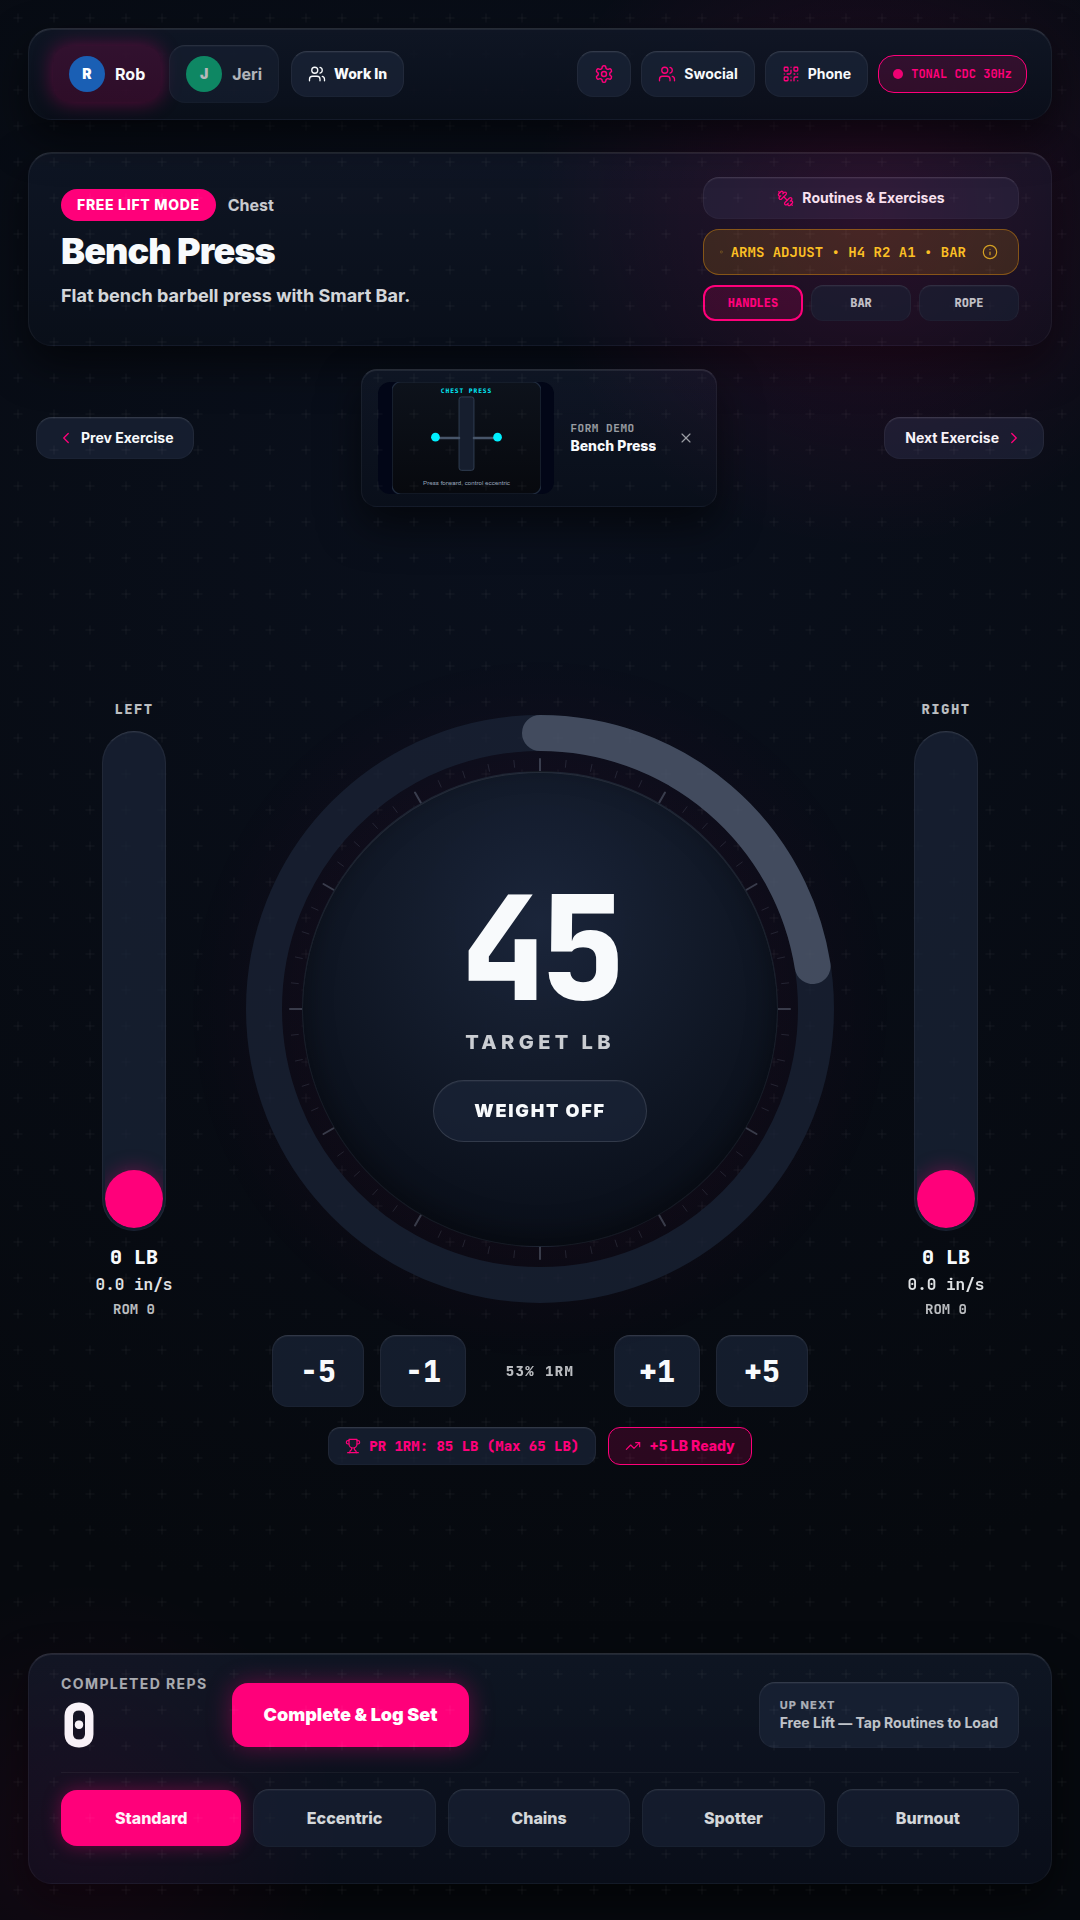 R Rob
J Jeri
Work In
Swocial
Phone
TONAL CDC 30Hz
FREE LIFT MODE
Chest
Bench Press
Flat bench barbell press with Smart Bar.
Routines & Exercises
ARMS ADJUST • H4 R2 A1 • BAR
HANDLES
BAR
ROPE
Prev Exercise
CHEST PRESS
Press forward, control eccentric
FORM DEMO
Bench Press
Next Exercise
LEFT
RIGHT
45
TARGET LB
WEIGHT OFF
0 LB
0.0 in/s
ROM 0
0 LB
0.0 in/s
ROM 0
-5
-1
53% 1RM
+1
+5
PR 1RM: 85 LB (Max 65 LB)
+5 LB Ready
COMPLETED REPS
0
Complete & Log Set
UP NEXT
Free Lift — Tap Routines to Load
Standard
Eccentric
Chains
Spotter
Burnout